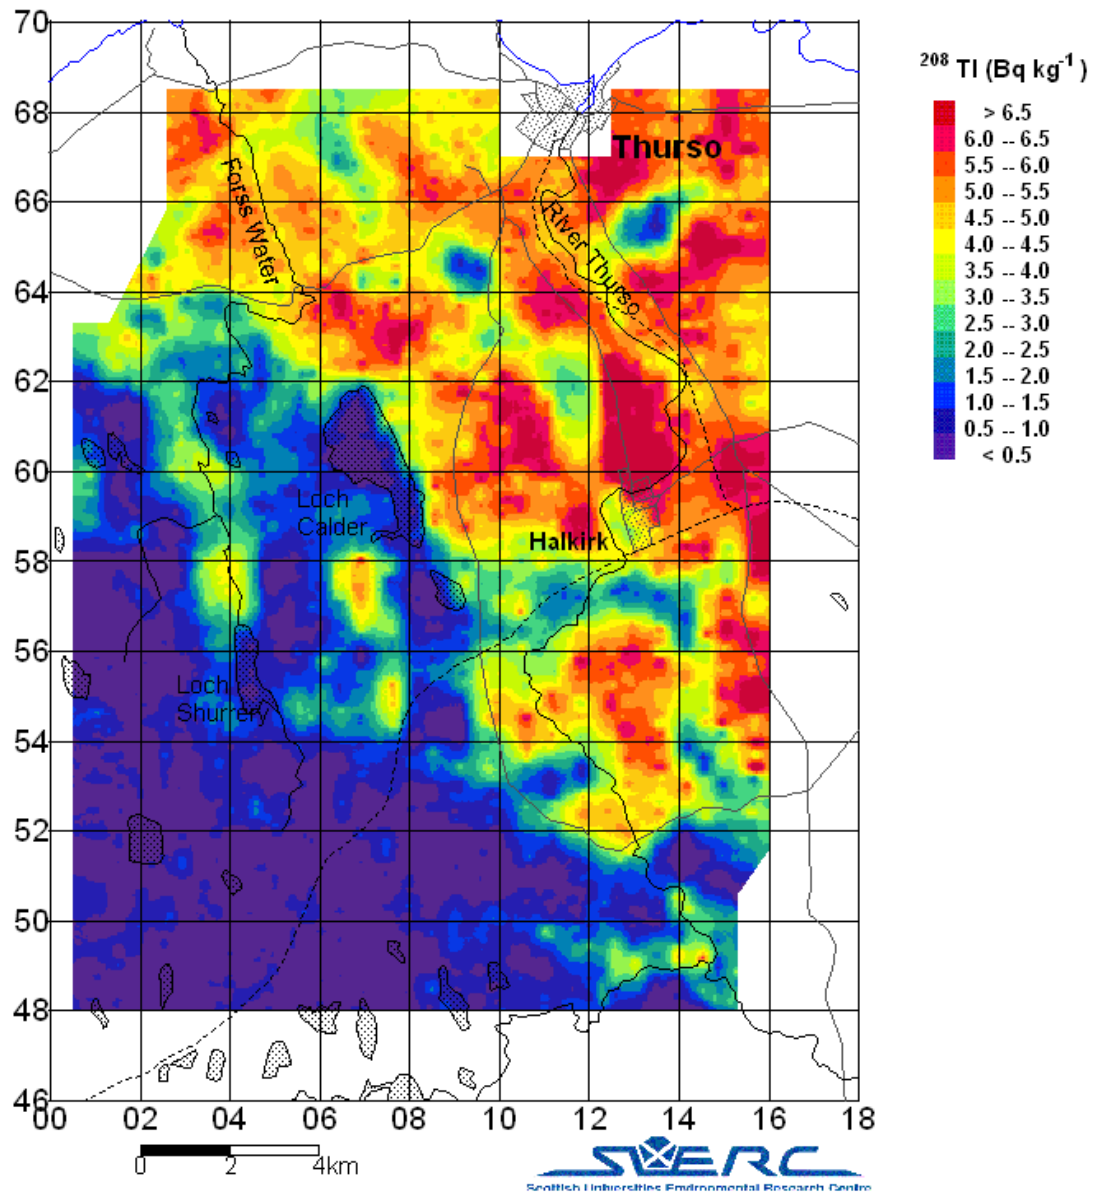 70
68
66
64
62
60
58
56
54
52
50
48
46
00
02
04
06
08
10
12
14
16
18
Thurso
Forss Water
River Thurso
Loch
Calder
Halkirk
Loch
Shurrery
208 Tl (Bq kg-1)
> 6.5
6.0 -- 6.5
5.5 -- 6.0
5.0 -- 5.5
4.5 -- 5.0
4.0 -- 4.5
3.5 -- 4.0
3.0 -- 3.5
2.5 -- 3.0
2.0 -- 2.5
1.5 -- 2.0
1.0 -- 1.5
0.5 -- 1.0
< 0.5
0
2
4km
SUERC
Scottish Universities Environmental Research Centre